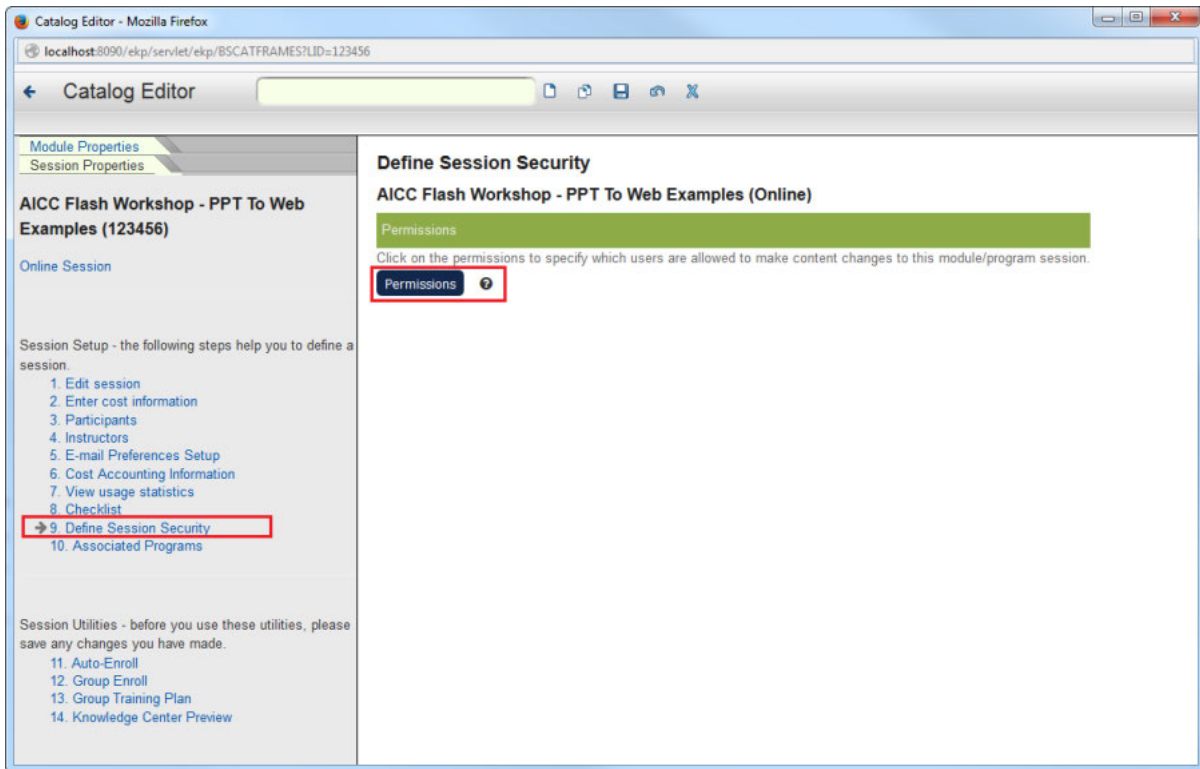 Catalog Editor - Mozilla Firefox
localhost:8090/ekp/servlet/ekp/BSCATFRAMES?LID=123456
Catalog Editor
Module Properties
Session Properties
AICC Flash Workshop - PPT To Web
Examples (123456)
Online Session
Session Setup - the following steps help you to define a
session.
1. Edit session
2. Enter cost information
3. Participants
4. Instructors
5. E-mail Preferences Setup
6. Cost Accounting Information
7. View usage statistics
8. Checklist
9. Define Session Security
10. Associated Programs
Session Utilities - before you use these utilities, please
save any changes you have made.
11. Auto-Enroll
12. Group Enroll
13. Group Training Plan
14. Knowledge Center Preview
Define Session Security
AICC Flash Workshop - PPT To Web Examples (Online)
Permissions
Click on the permissions to specify which users are allowed to make content changes to this module/program session.
Permissions